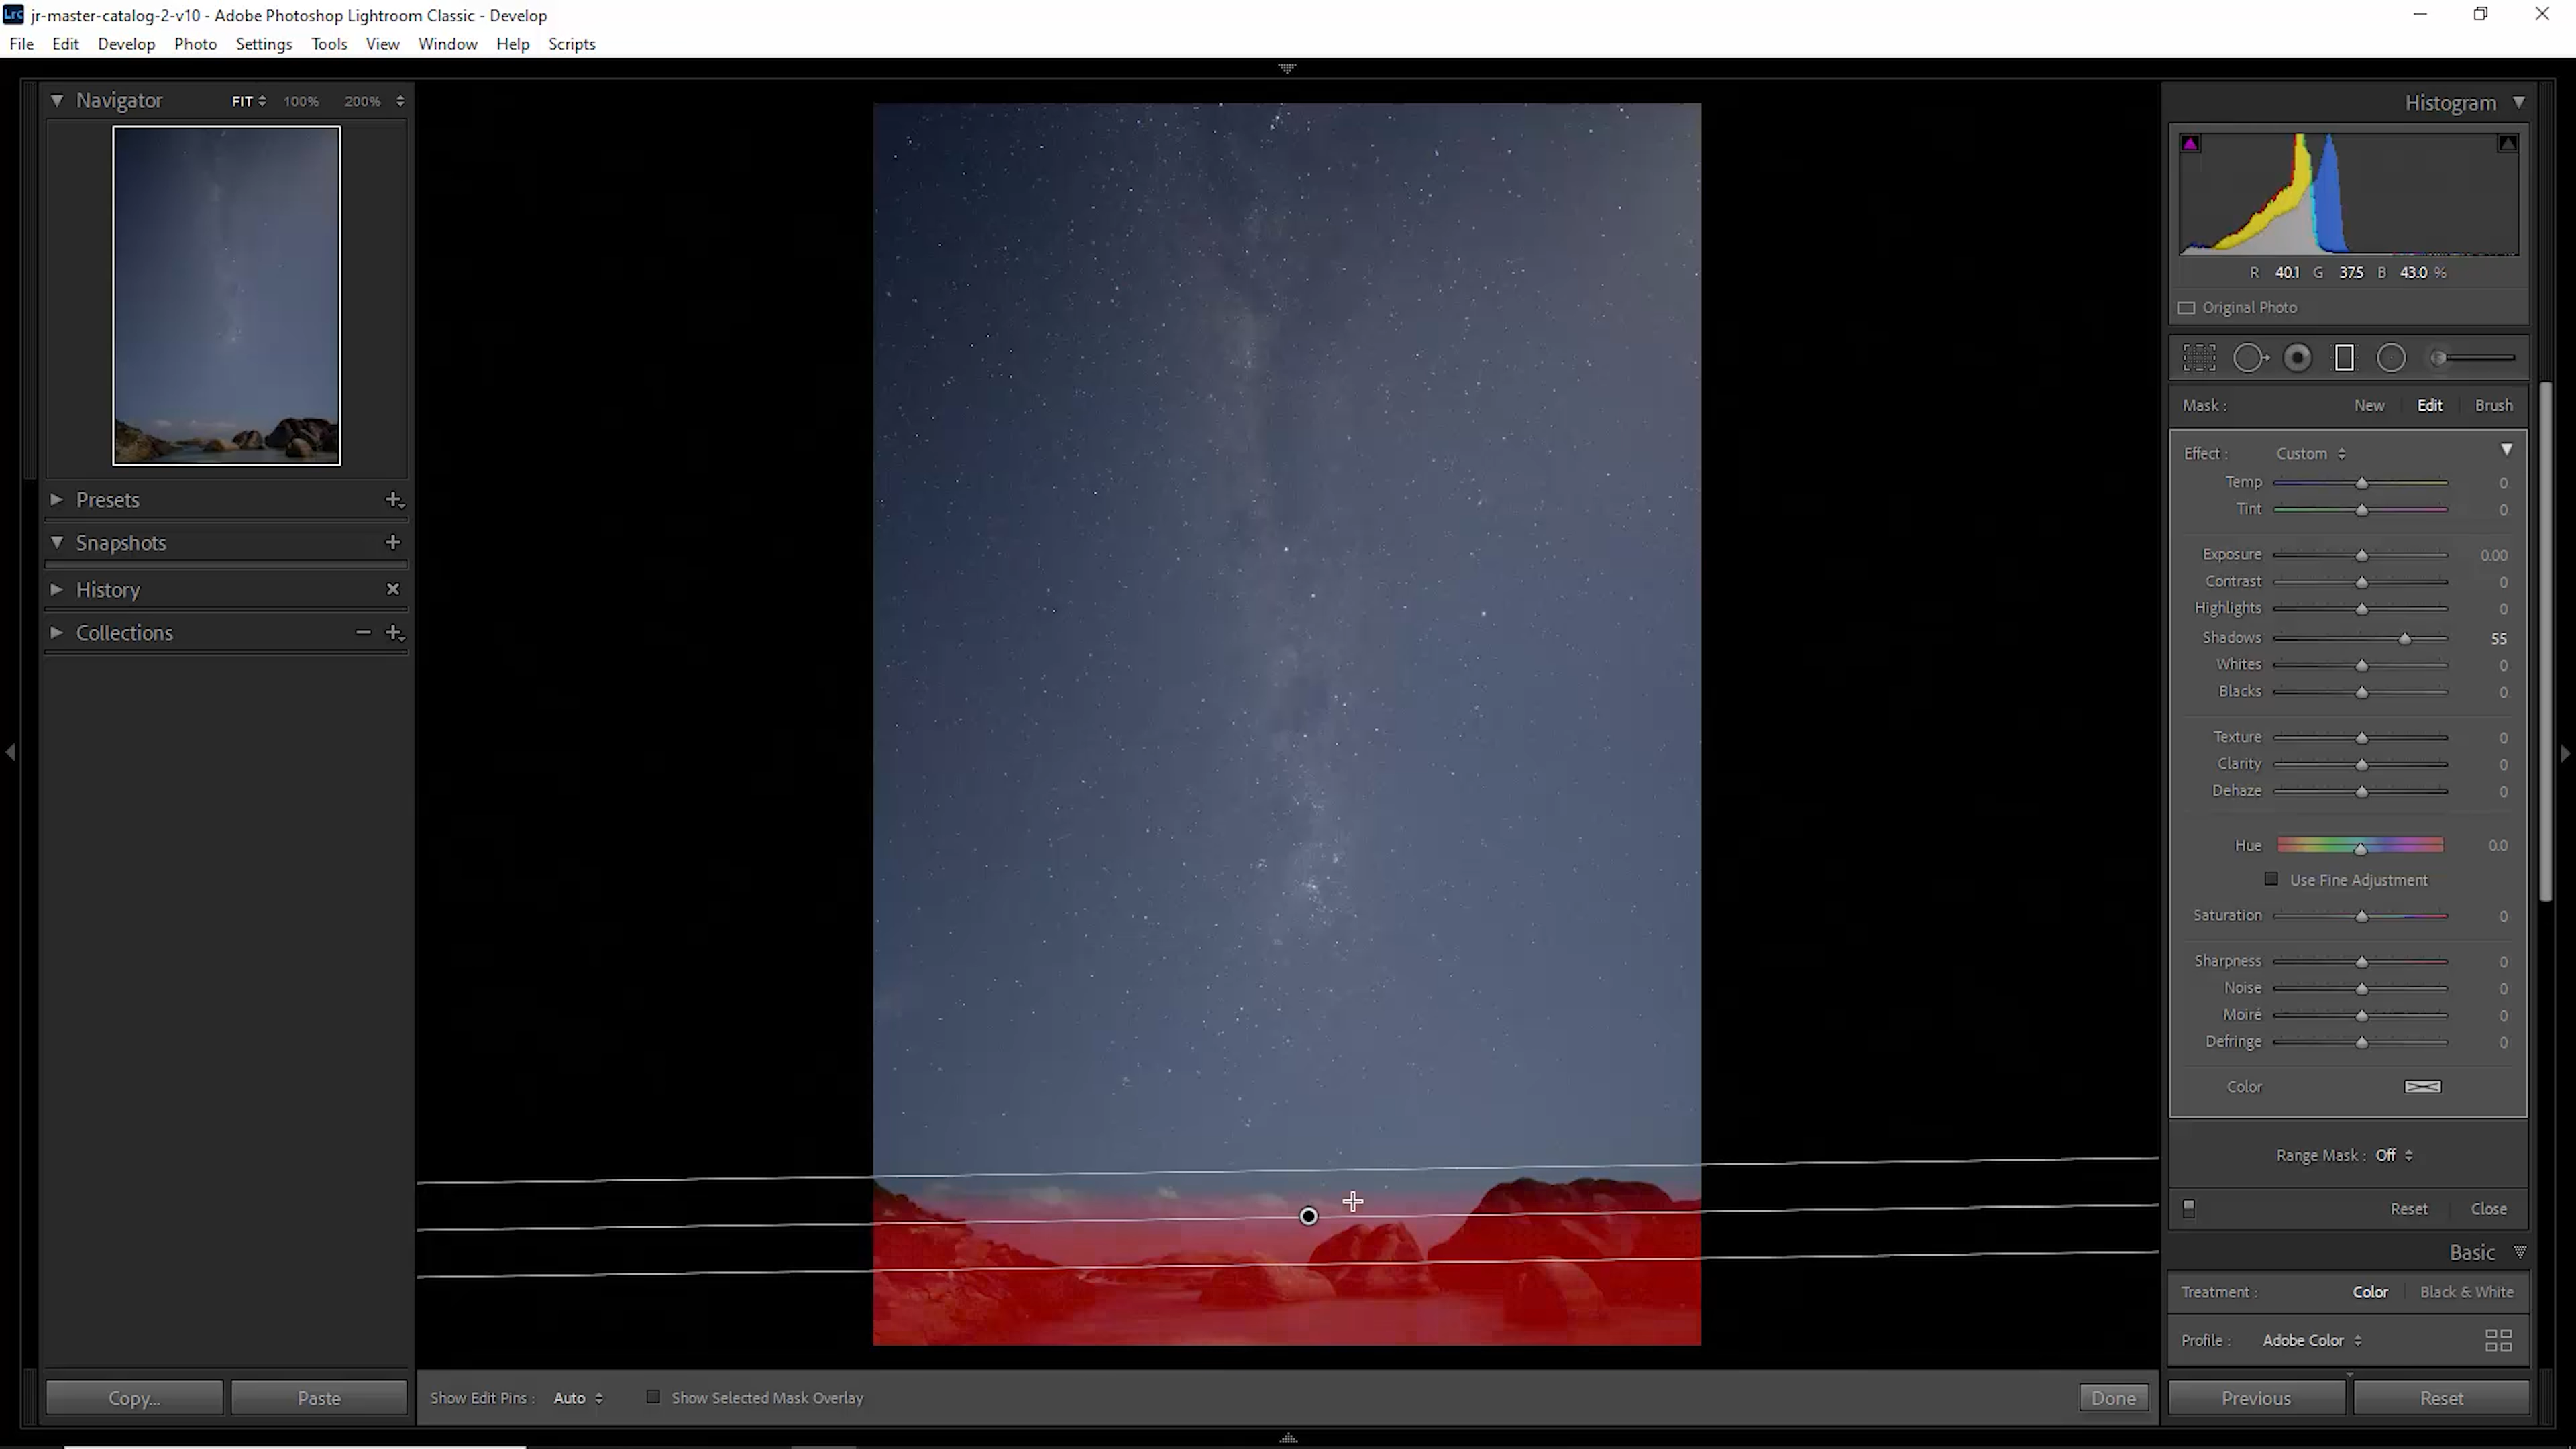 Lrc jr-master-catalog-2-v10 - Adobe Photoshop Lightroom Classic - Develop
File Edit Develop Photo Settings Tools View Window Help Scripts
Navigator FIT 100% 200%
Presets
Snapshots
History
Collections
Copy... Paste
Show Edit Pins : Auto Show Selected Mask Overlay Done
Histogram
R 40.1 G 37.5 B 43.0 %
Original Photo
Mask : New Edit Brush
Effect : Custom
Temp 0
Tint 0
Exposure 0.00
Contrast 0
Highlights 0
Shadows 55
Whites 0
Blacks 0
Texture 0
Clarity 0
Dehaze 0
Hue 0.0
Use Fine Adjustment
Saturation 0
Sharpness 0
Noise 0
Moiré 0
Defringe 0
Color
Range Mask : Off
Reset Close
Basic
Treatment : Color Black & White
Profile : Adobe Color
Previous Reset